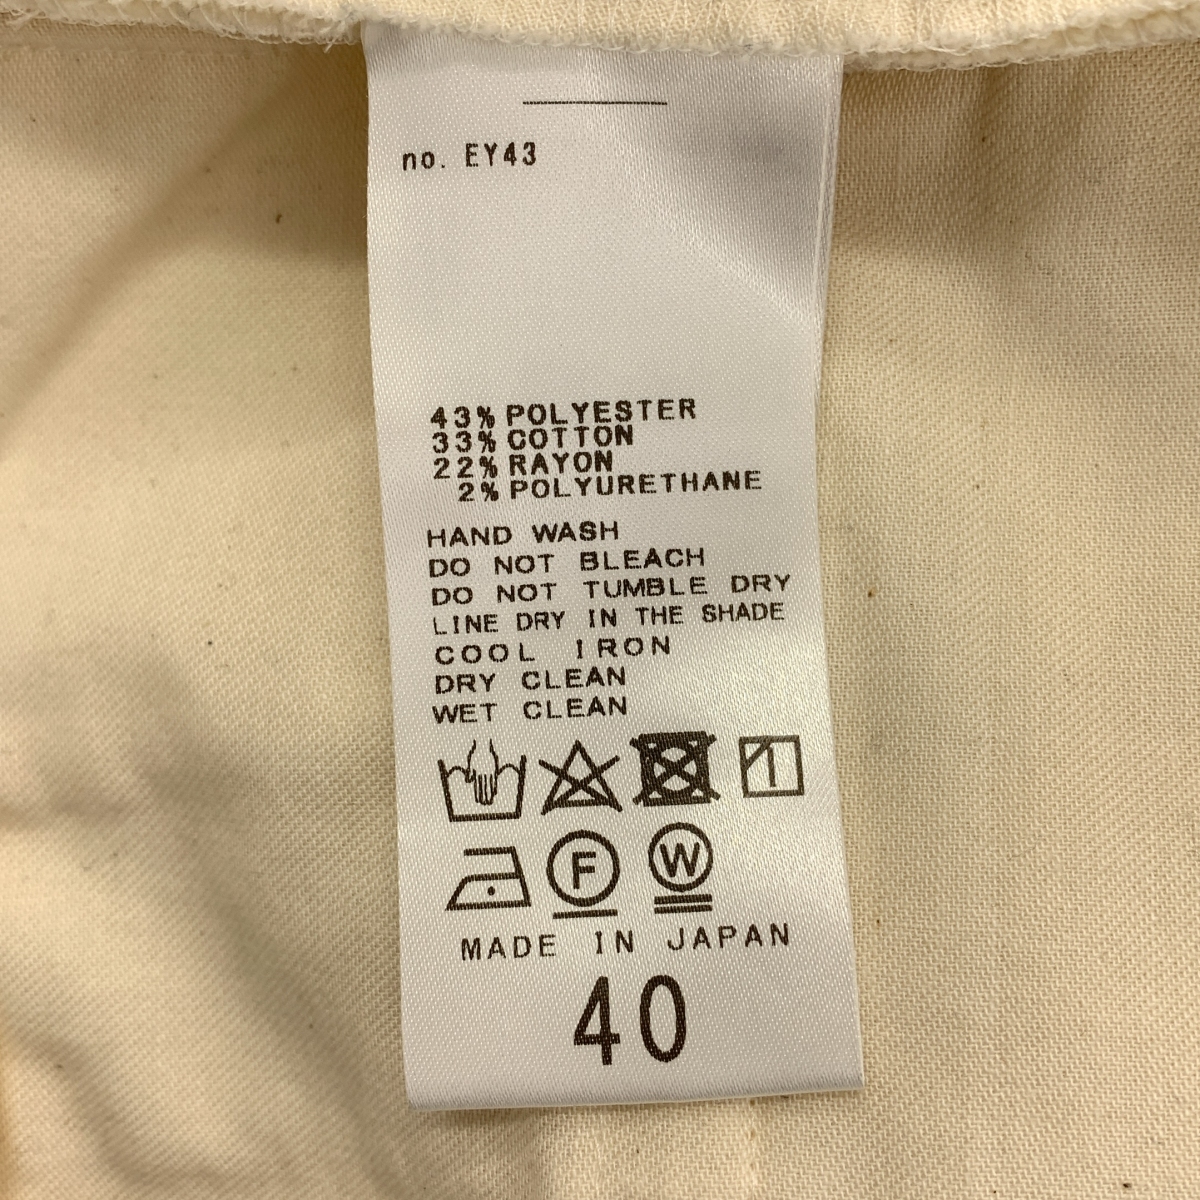 no. EY43
43% POLYESTER
33% COTTON
22% RAYON
2% POLYURETHANE
HAND WASH
DO NOT BLEACH
DO NOT TUMBLE DRY
LINE DRY IN THE SHADE
COOL IRON
DRY CLEAN
WET CLEAN
F W
MADE IN JAPAN
40